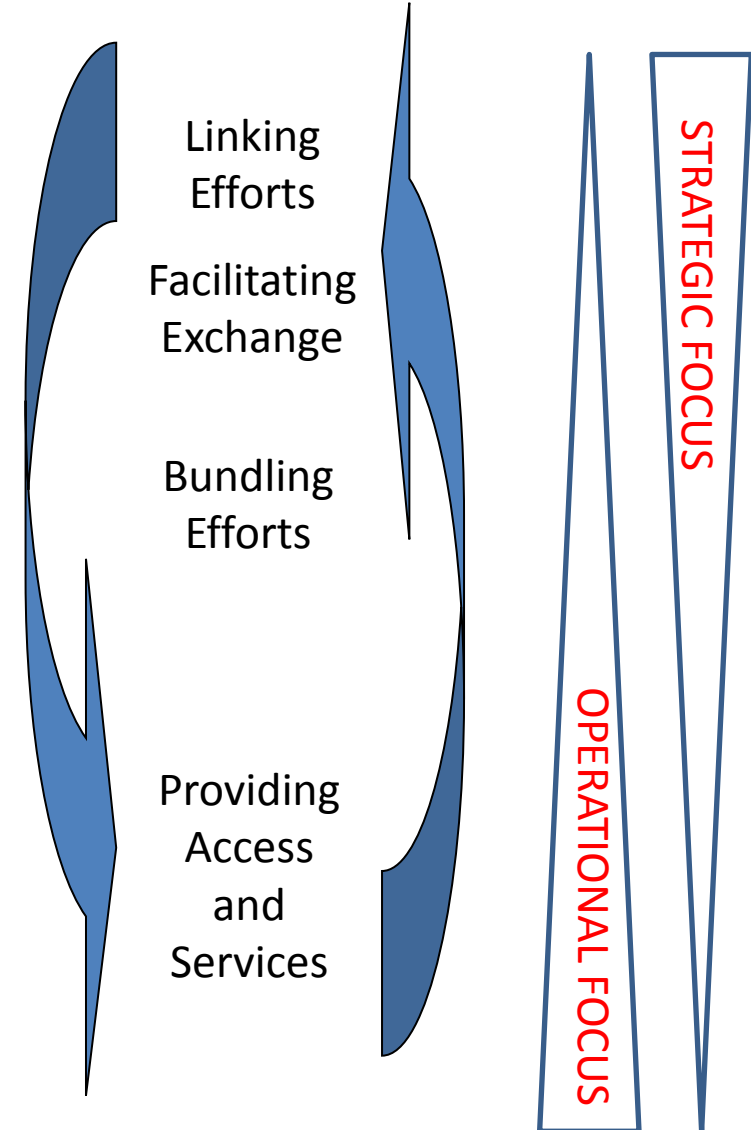 Linking
Efforts
Facilitating
Exchange
Bundling
Efforts
Providing
Access
and
Services
OPERATIONAL FOCUS
STRATEGIC FOCUS